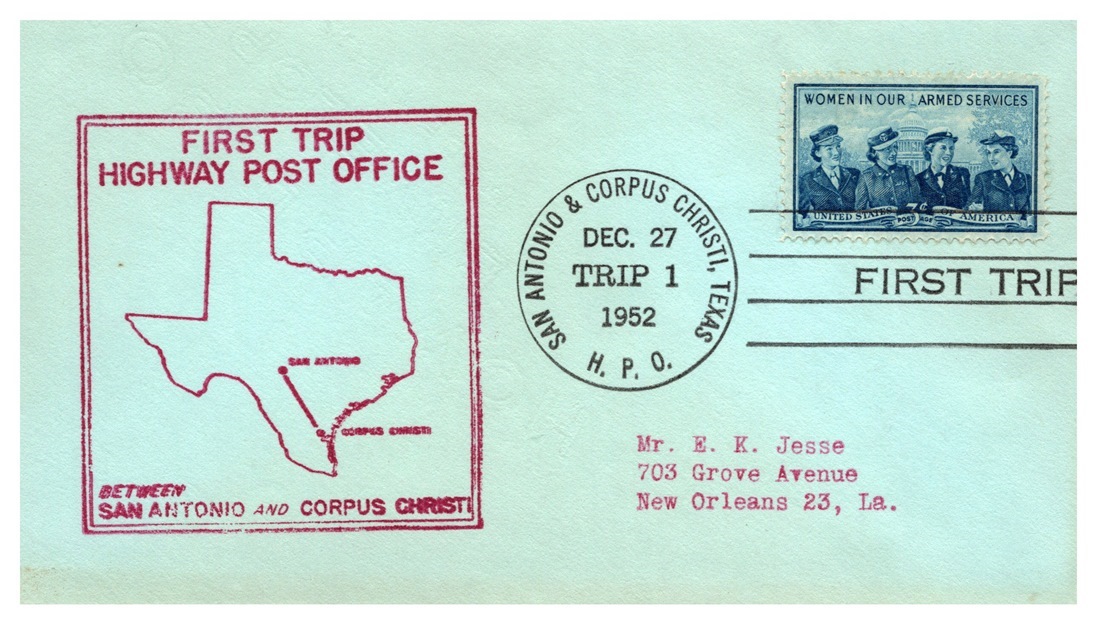 FIRST TRIP
HIGHWAY POST OFFICE
SAN ANTONIO
CORPUS CHRISTI
BETWEEN
SAN ANTONIO AND CORPUS CHRISTI
SAN ANTONIO & CORPUS CHRISTI, TEXAS
DEC. 27
TRIP 1
1952
H. P. O.
WOMEN IN OUR ARMED SERVICES
3¢
UNITED STATES POSTAGE OF AMERICA
FIRST TRIP
Mr. E. K. Jesse
703 Grove Avenue
New Orleans 23, La.